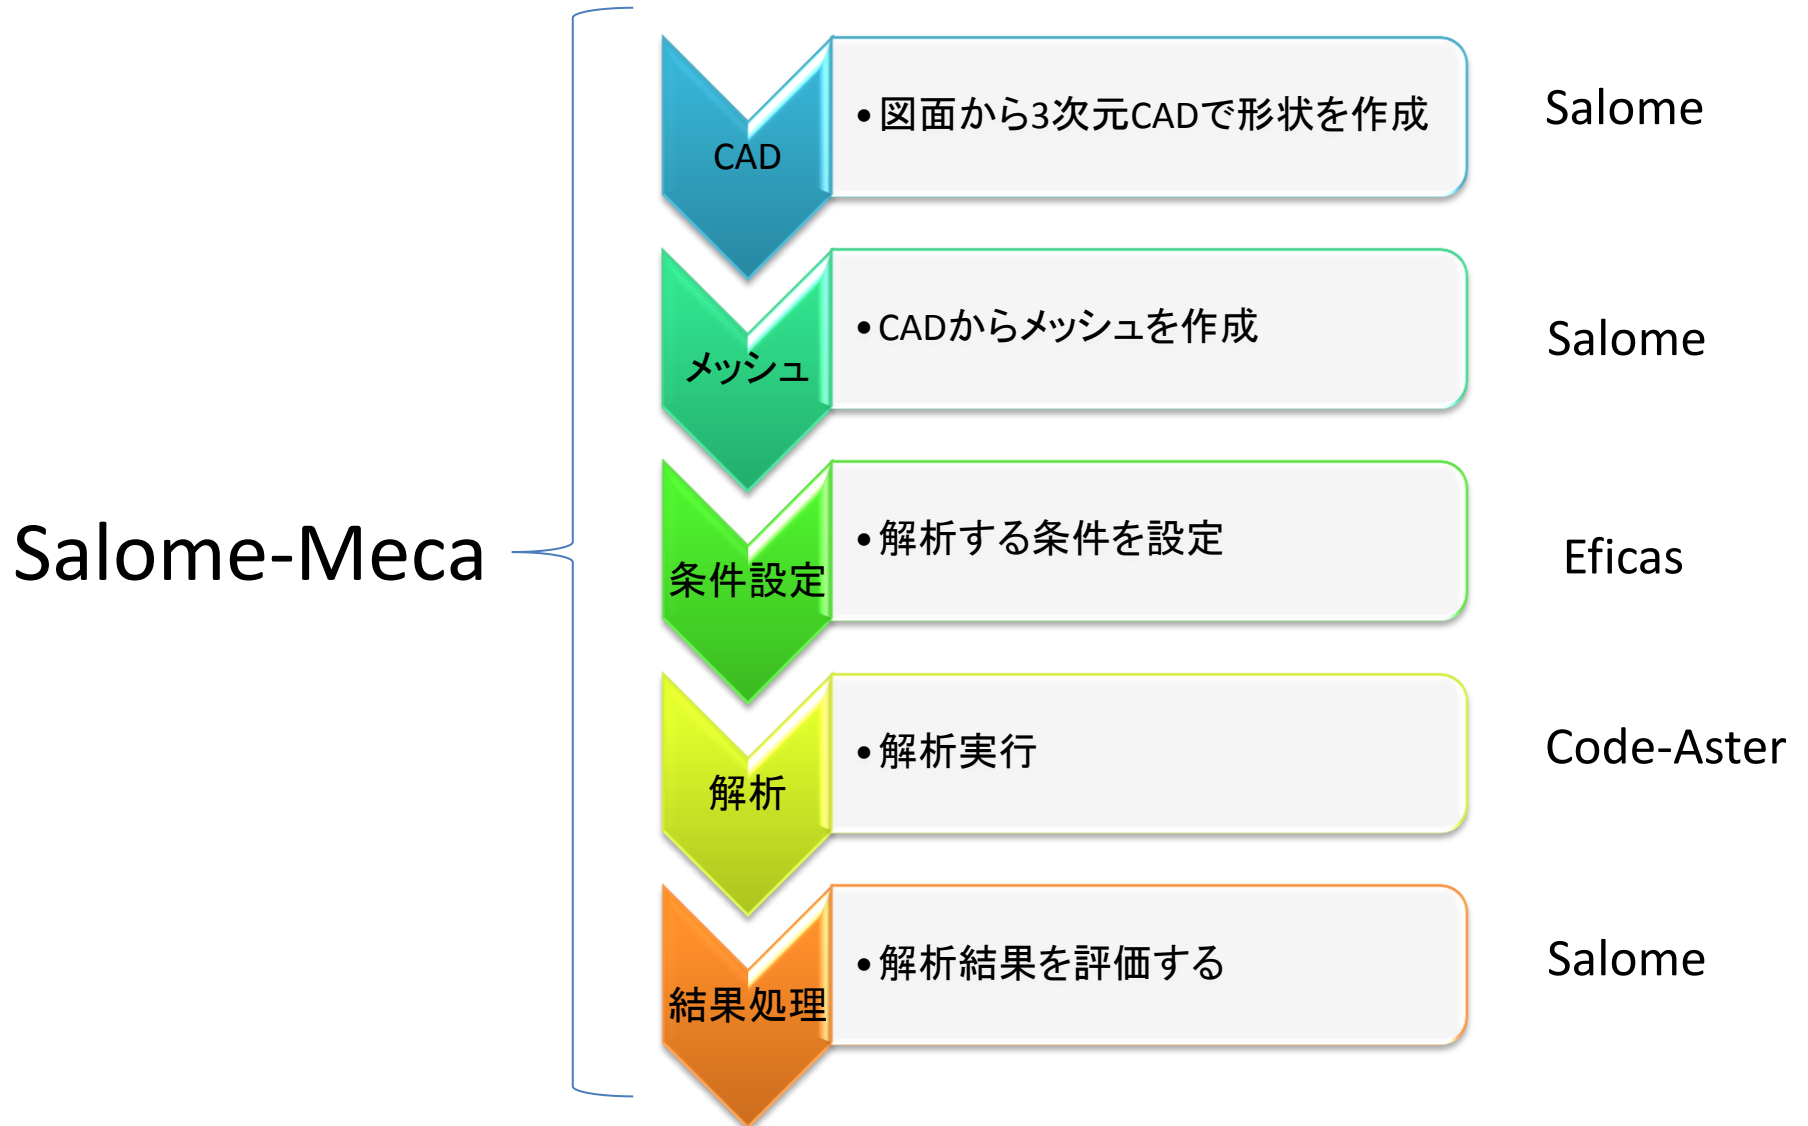 Salome-Meca
CAD
•図面から3次元CADで形状を作成
Salome
メッシュ
•CADからメッシュを作成
Salome
条件設定
•解析する条件を設定
Eficas
解析
•解析実行
Code-Aster
結果処理
•解析結果を評価する
Salome